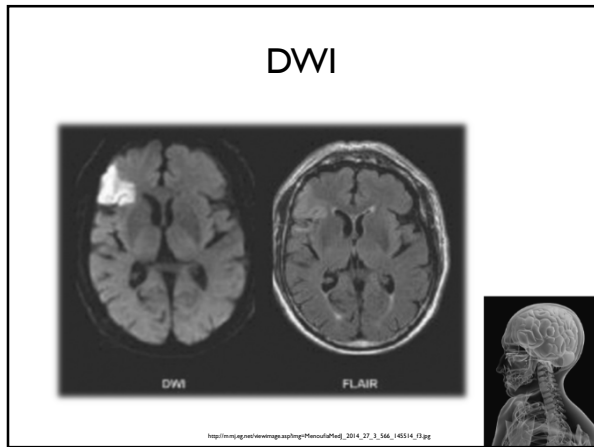 DWI
DWI
FLAIR
http://mmj.eg.net/viewimage.asp?img=MenoufiaMedJ_2014_27_3_566_145514_f3.jpg